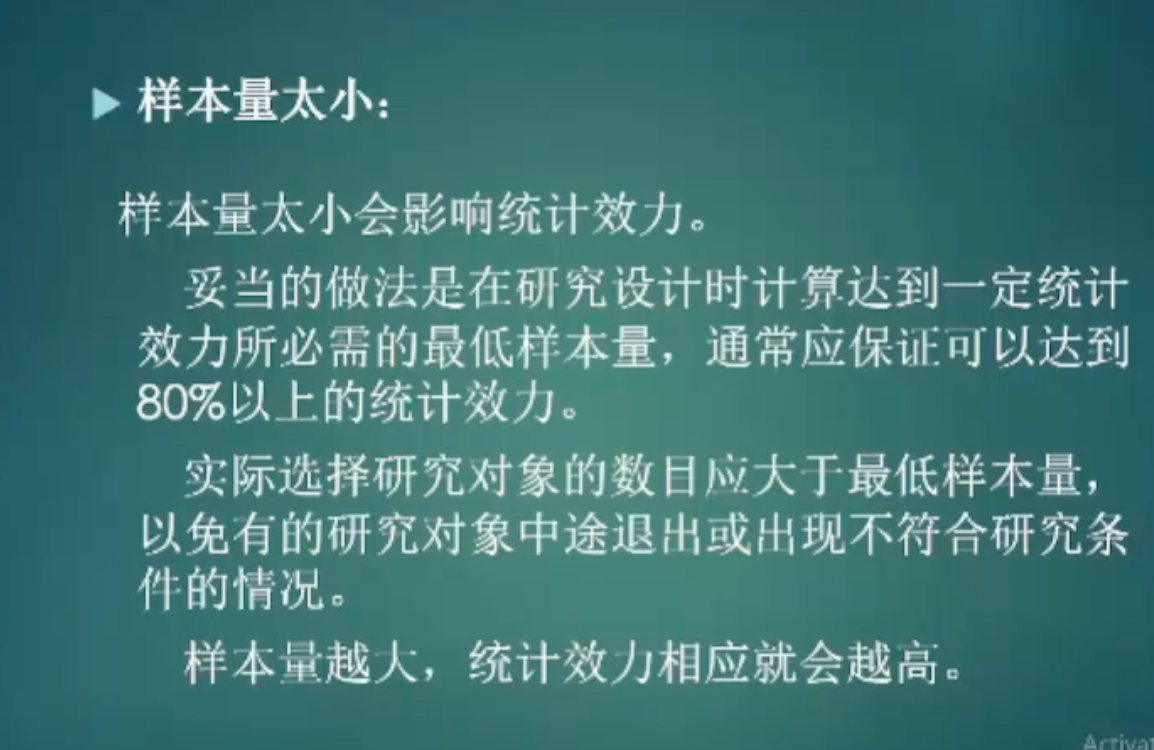 样本量太小：
样本量太小会影响统计效力。
妥当的做法是在研究设计时计算达到一定统计
效力所必需的最低样本量，通常应保证可以达到
80%以上的统计效力。
实际选择研究对象的数目应大于最低样本量，
以免有的研究对象中途退出或出现不符合研究条
件的情况。
样本量越大，统计效力相应就会越高。